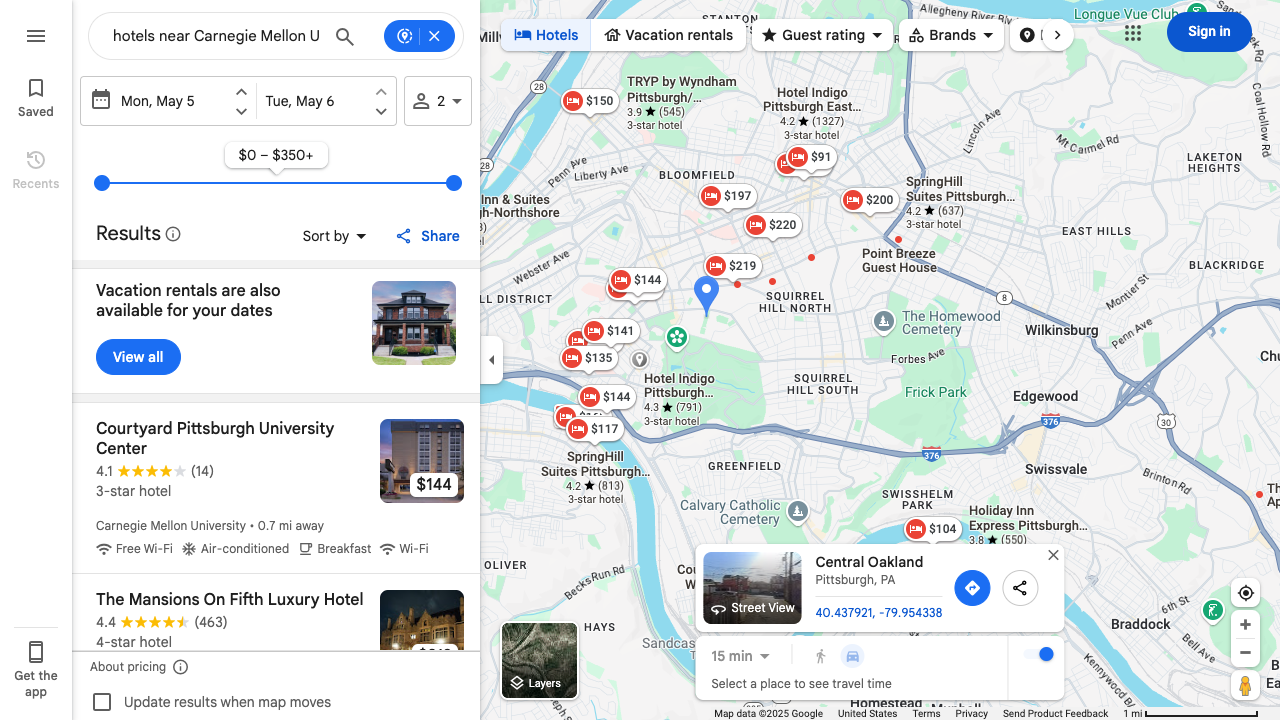 hotels near Carnegie Mellon U
Saved
Recents
Get the
app
Mon, May 5
Tue, May 6
2
$0 – $350+
Results
Sort by
Share
Vacation rentals are also
available for your dates
View all
Courtyard Pittsburgh University
Center
4.1
(14)
3-star hotel
$144
Carnegie Mellon University • 0.7 mi away
Free Wi-Fi
Air-conditioned
Breakfast
Wi-Fi
The Mansions On Fifth Luxury Hotel
4.4
(463)
4-star hotel
About pricing
Update results when map moves
Hotels
Vacation rentals
Guest rating
Brands
Sign in
STANTON
Allegheny River Blvd
Longue Vue Club
28
$150
TRYP by Wyndham
Pittsburgh/...
3.9 ★ (545)
3-star hotel
Hotel Indigo
Pittsburgh East...
4.2 ★ (1327)
3-star hotel
$91
Lincoln Ave
Mt Carmel Rd
Coal Hollow Rd
LAKETON
HEIGHTS
28
Penn Ave
Liberty Ave
BLOOMFIELD
$197
$200
SpringHill
Suites Pittsburgh...
4.2 ★ (637)
3-star hotel
Inn & Suites
gh-Northshore
$220
EAST HILLS
Point Breeze
Guest House
Webster Ave
$219
$144
BLACKRIDGE
LL DISTRICT
SQUIRREL
HILL NORTH
8
Montier St
The Homewood
Cemetery
Wilkinsburg
Penn Ave
$141
$135
Forbes Ave
Hotel Indigo
Pittsburgh...
4.3 ★ (791)
3-star hotel
SQUIRREL
HILL SOUTH
Frick Park
Edgewood
$144
376
30
$117
376
SpringHill
Suites Pittsburgh...
4.2 ★ (813)
3-star hotel
GREENFIELD
Swissvale
Brinton Rd
Calvary Catholic
Cemetery
SWISSHELM
PARK
$104
Holiday Inn
Express Pittsburgh...
3.8 ★ (550)
OLIVER
Becks Run Rd
HAYS
Central Oakland
Pittsburgh, PA
40.437921, -79.954338
Street View
15 min
Select a place to see travel time
Layers
6th St
Braddock
Bell Ave
Kennywood Bl
Homestead
Map data ©2025 Google
United States
Terms
Privacy
Send Product Feedback
1 mi